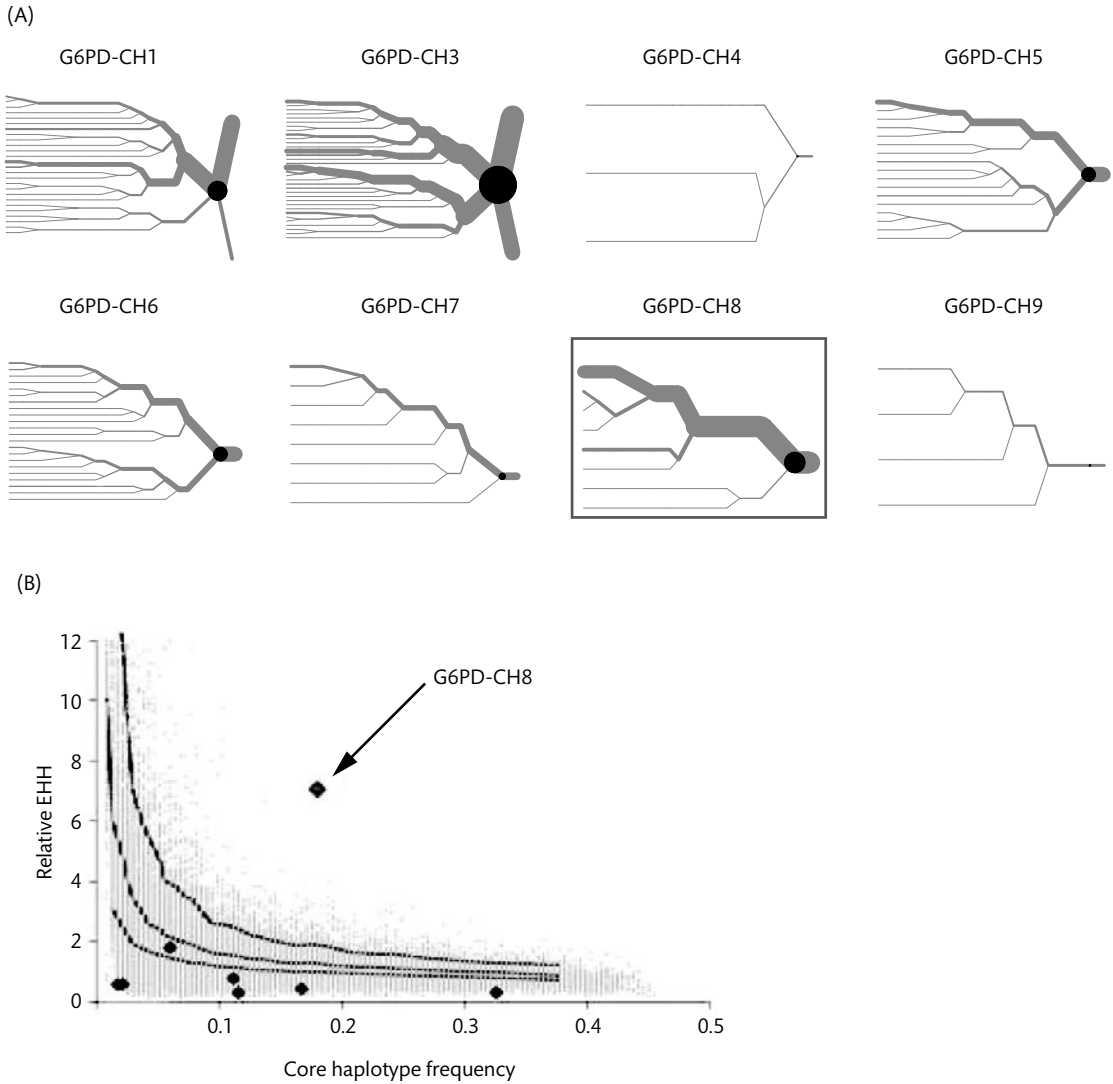 (A)
G6PD-CH1 G6PD-CH3 G6PD-CH4 G6PD-CH5
G6PD-CH6 G6PD-CH7 G6PD-CH8 G6PD-CH9
(B)
12
10
8
6
4
2
0
Relative EHH
G6PD-CH8
0.1 0.2 0.3 0.4 0.5
Core haplotype frequency